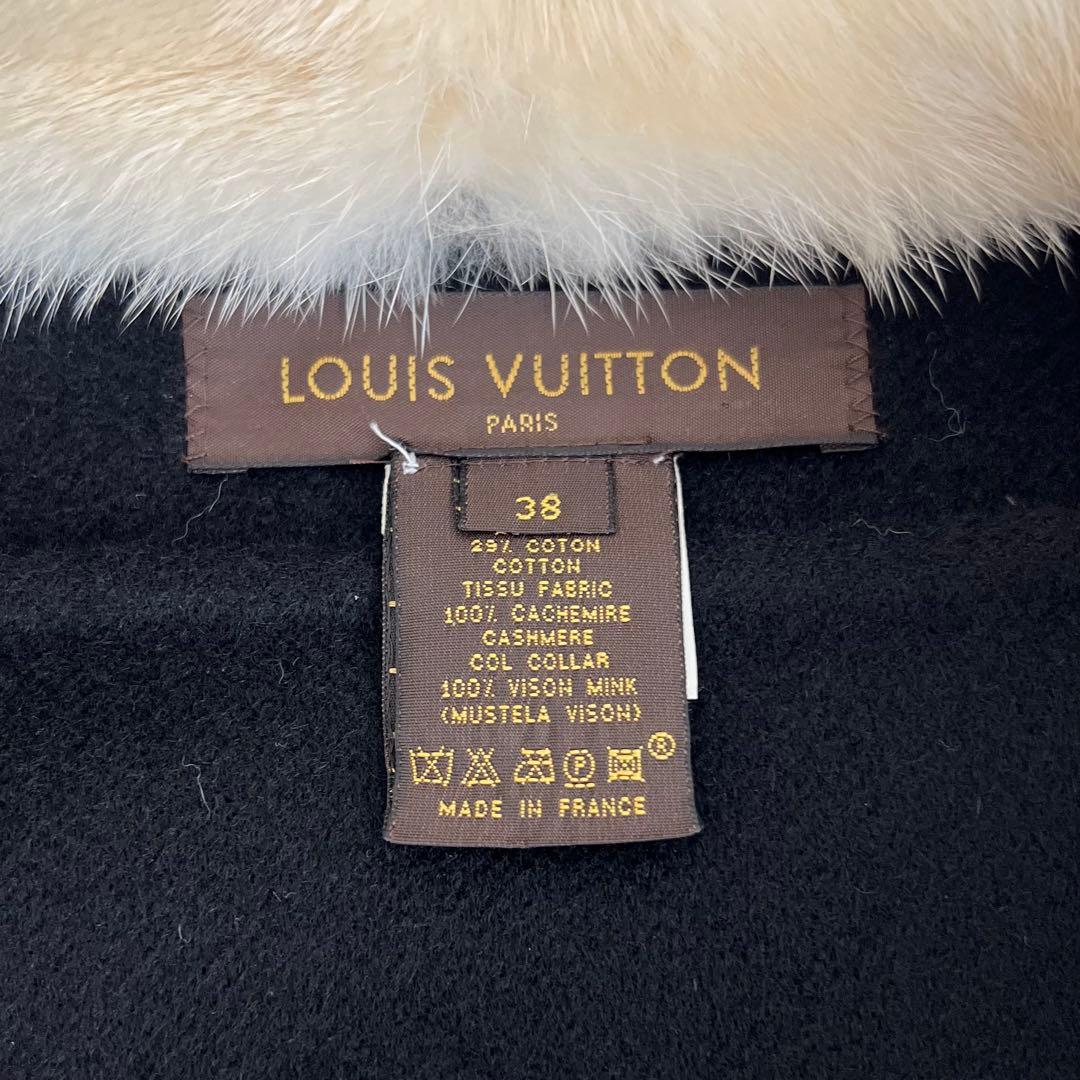 LOUIS VUITTON
PARIS
38
29% COTON
COTTON
TISSU FABRIC
100% CACHEMIRE
CASHMERE
COL COLLAR
100% VISON MINK
(MUSTELA VISON)
P ®
MADE IN FRANCE